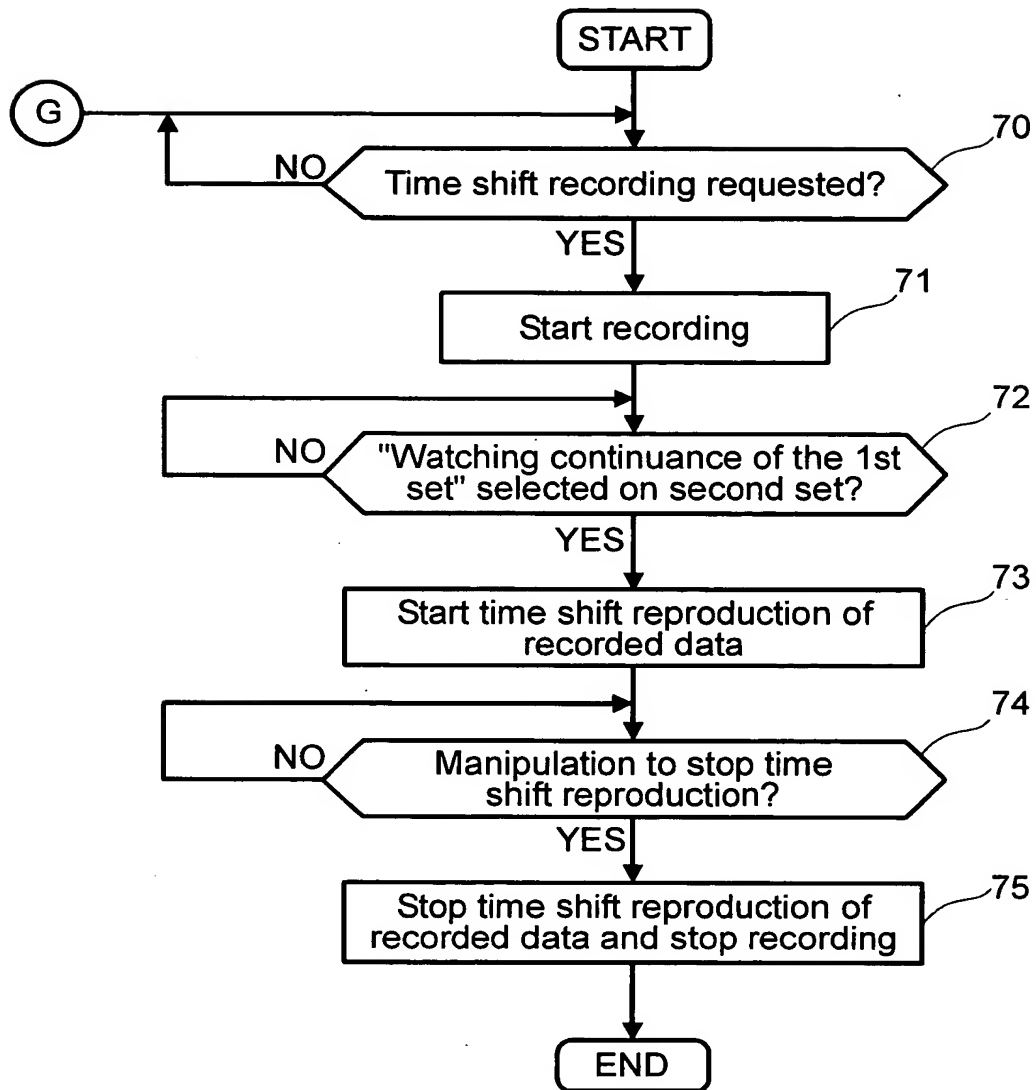 START
G
70
NO
Time shift recording requested?
YES
71
Start recording
72
NO
"Watching continuance of the 1st
set" selected on second set?
YES
73
Start time shift reproduction of
recorded data
74
NO
Manipulation to stop time
shift reproduction?
YES
75
Stop time shift reproduction of
recorded data and stop recording
END